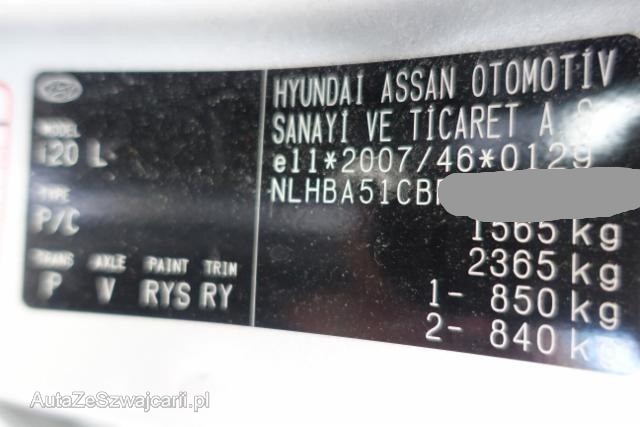 MODEL
i20 L
TYPE
P/C
TRANS AXLE PAINT TRIM
P V RYS RY
HYUNDAİ ASSAN OTOMOTİV
SANAYİ VE TİCARET A.Ş
e11*2007/46*0129
NLHBA51CB
1565 kg
2365 kg
1- 850 kg
2- 840 kg
AutaZeSzwajcarii.pl